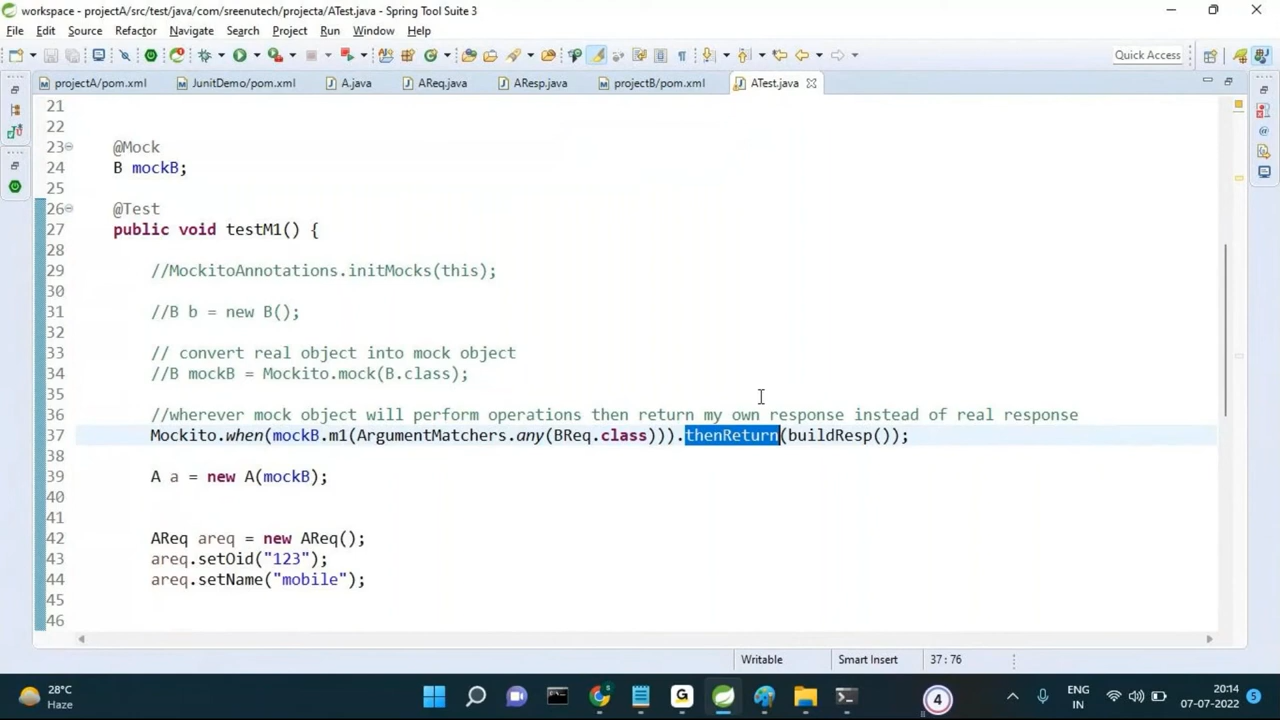 workspace - projectA/src/test/java/com/sreenutech/projecta/ATest.java - Spring Tool Suite 3
File Edit Source Refactor Navigate Search Project Run Window Help
Quick Access
projectA/pom.xml JunitDemo/pom.xml A.java AReq.java AResp.java projectB/pom.xml ATest.java
21
22
23 @Mock
24 B mockB;
25
26 @Test
27 public void testM1() {
28
29 //MockitoAnnotations.initMocks(this);
30
31 //B b = new B();
32
33 // convert real object into mock object
34 //B mockB = Mockito.mock(B.class);
35
36 //wherever mock object will perform operations then return my own response instead of real response
37 Mockito.when(mockB.m1(ArgumentMatchers.any(BReq.class))).thenReturn(buildResp());
39 A a = new A(mockB);
40
41
42 AReq areq = new AReq();
43 areq.setOid("123");
44 areq.setName("mobile");
45
46
Writable Smart Insert 37 : 76
28°C
Haze
4
ENG
IN
20:14
07-07-2022
5